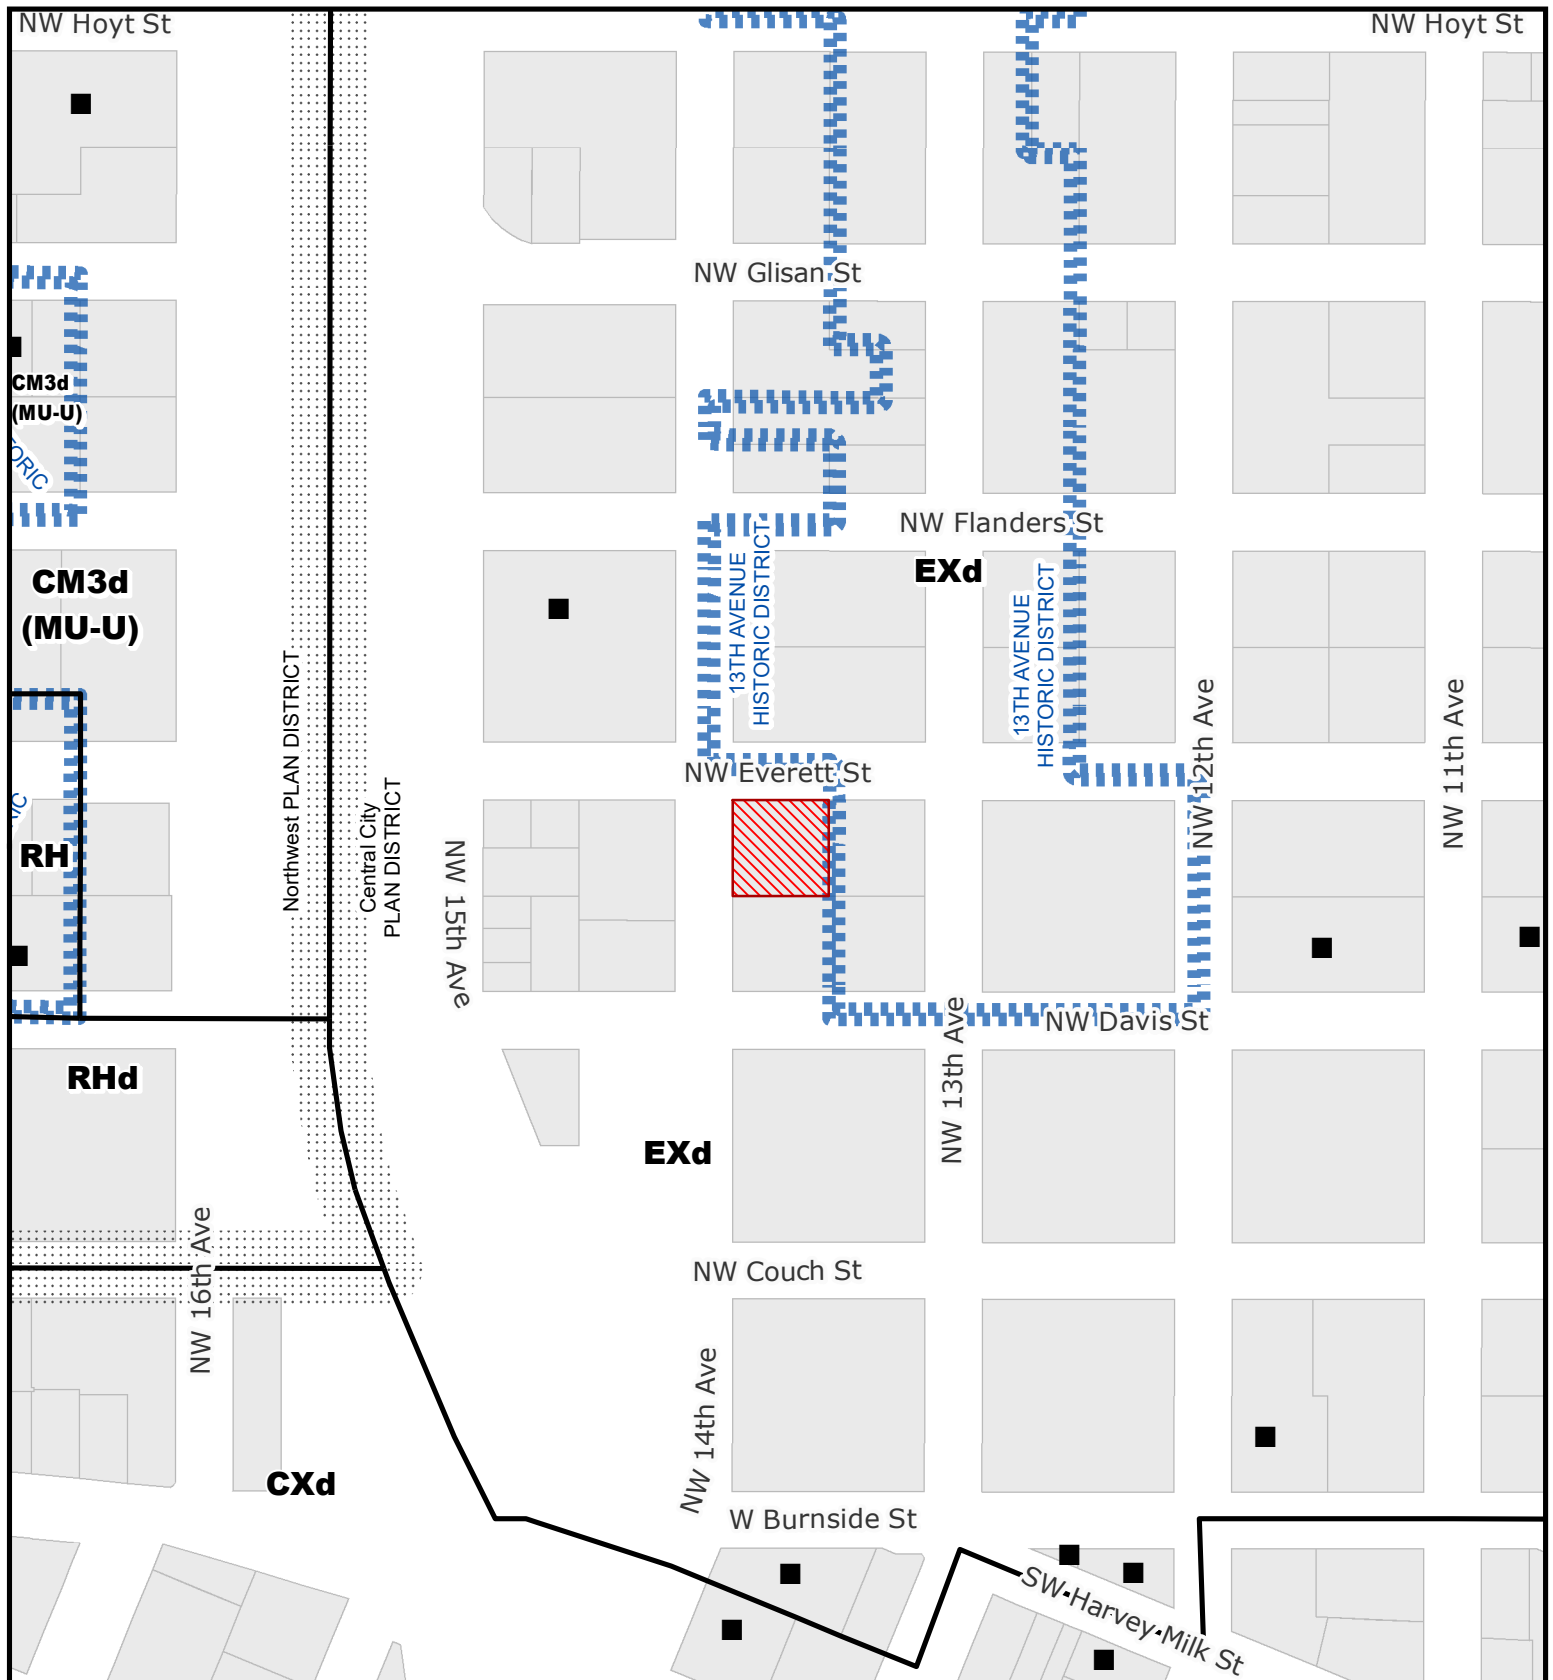 NW Hoyt St
NW Hoyt St
NW Glisan St
CM3d
(MU-U)
ORIC
NW Flanders St
EXd
CM3d
(MU-U)
13TH AVENUE
HISTORIC DISTRICT
13TH AVENUE
HISTORIC DISTRICT
Northwest PLAN DISTRICT
Central City
PLAN DISTRICT
NW 12th Ave
NW 11th Ave
NW Everett St
IC
RH
NW 15th Ave
NW 13th Ave
NW Davis St
RHd
EXd
NW 16th Ave
NW Couch St
NW 14th Ave
CXd
W Burnside St
SW Harvey Milk St